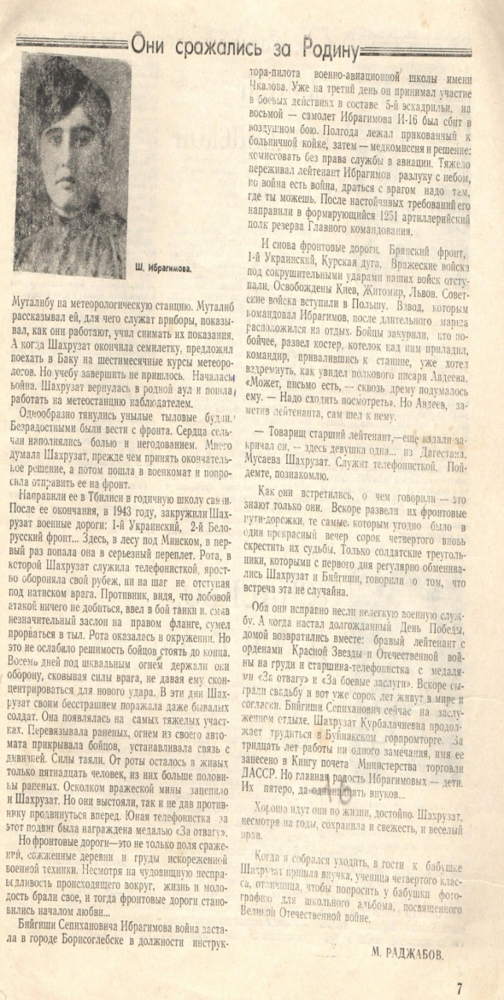 Они сражались за Родину
Ш. Ибрагимова.
Муталибу на метеорологическую станцию. Муталиб
рассказывал ей, для чего служат приборы, показы-
вал, как они работают, учил снимать их показания.
А когда Шахрузат окончила семилетку, предложил
поехать в Баку на шестимесячные курсы метеоро-
логов. Но учебу завершить не пришлось. Началась
война. Шахрузат вернулась в родной аул и пошла
работать на метеостанцию наблюдателем.
Однообразно тянулись унылые тыловые будни.
Безрадостными были вести с фронта. Сердца сель-
чан наполнялись болью и негодованием. Много
думала Шахрузат, прежде чем принять окончатель-
ное решение, а потом пошла в военкомат и попро-
сила отправить ее на фронт.
Направили ее в Тбилиси в годичную школу связи.
После ее окончания, в 1943 году, закружили Шах-
рузат военные дороги: 1-й Украинский, 2-й Бело-
русский фронт... Здесь, в лесу под Минском, в пер-
вый раз попала она в серьезный переплет. Рота, в
которой Шахрузат служила телефонисткой, ярост-
но обороняла свой рубеж, ни на шаг не отступая
под натиском врага. Противник, видя, что лобовой
атакой ничего не добиться, ввел в бой танки и, смяв
незначительный заслон на правом фланге, сумел
прорваться в тыл. Рота оказалась в окружении. Но
это не ослабило решимость бойцов стоять до конца.
Восемь дней под шквальным огнем держали они
оборону, сковывая силы врага, не давая ему скон-
центрироваться для нового удара. В эти дни Шах-
рузат своим бесстрашием поражала даже бывалых
солдат. Она появлялась на самых тяжелых участ-
ках. Перевязывала раненых, огнем из своего авто-
мата прикрывала бойцов, устанавливала связь с
дивизией. Силы таяли. От роты осталось в живых
только пятнадцать человек, из них больше полови-
ны раненых. Осколком вражеской мины зацепило
и Шахрузат. Но они выстояли, так и не дав против-
нику продвинуться вперед. Юная телефонистка за
этот подвиг была награждена медалью «За отвагу».
Но фронтовые дороги—это не только поля сраже-
ний, сожженные деревни и груды искореженной
военной техники. Несмотря на чудовищную неспра-
ведливость происходящего вокруг, жизнь и моло-
дость брали свое, и тогда фронтовые дороги стано-
вились началом любви...
Бийгиши Сепихановича Ибрагимова война заста-
ла в городе Борисоглебске в должности инструк-
тора-пилота военно-авиационной школы имени
Чкалова. Уже на третий день он принимал участие
в боевых действиях в составе 5-й эскадрильи, на
восьмой — самолет Ибрагимова И-16 был сбит в
воздушном бою. Полгода лежал прикованный к
больничной койке, затем — медкомиссия и решение:
комиссовать без права службы в авиации. Тяжело
переживал лейтенант Ибрагимов разлуку с небом,
но война есть война, драться с врагом надо там,
где ты можешь. После настойчивых требований его
направили в формирующийся 1251 артиллерийский
полк резерва Главного командования.
И снова фронтовые дороги. Брянский фронт,
1-й Украинский, Курская дуга. Вражеские войска
под сокрушительными ударами наших войск отсту-
пали. Освобождены Киев, Житомир, Львов. Совет-
ские войска вступили в Польшу. Взвод, которым
командовал Ибрагимов, после длительного марша
расположился на отдых. Бойцы закурили, кто по-
бойчее, развел костер, котелок над ним приладил,
командир, привалившись к станине, уже хотел
вздремнуть, как увидел полкового писаря Авдеева.
«Может, письмо есть, — сквозь дрему подумалось
ему. — Надо сходить посмотреть». Но Авдеев, за-
метив лейтенанта, сам шел к нему.
— Товарищ старший лейтенант,—еще издали за-
кричал он, — здесь девушка одна... из Дагестана.
Мусаева Шахрузат. Служит телефонисткой. Пой-
демте, познакомлю.
Как они встретились, о чем говорили — это
знают только они. Вскоре развели их фронтовые
пути-дорожки, те самые, которым угодно было в
один прекрасный вечер сорок четвертого вновь
скрестить их судьбы. Только солдатские треуголь-
ники, которыми с первого дня регулярно обменива-
лись Шахрузат и Бийгиши, говорили о том, что
встреча эта не случайна.
Оба они исправно несли нелегкую военную служ-
бу. А когда настал долгожданный День Победы,
домой возвратились вместе: бравый лейтенант с
орденами Красной Звезды и Отечественной вой-
ны на груди и старшина-телефонистка с медаля-
ми «За отвагу» и «За боевые заслуги». Вскоре сы-
грали свадьбу и вот уже сорок лет живут в мире и
согласии. Бийгиши Сепиханович сейчас на заслу-
женном отдыхе. Шахрузат Курбалачиевна продол-
жает трудиться в Буйнакском горпромторге. За
тридцать лет работы ни одного замечания, имя ее
занесено в Книгу почета Министерства торговли
ДАССР. Но главная радость Ибрагимовых — дети.
Их пятеро, да одиннадцать внуков...
16
Хорошо идут они по жизни, достойно. Шахрузат,
несмотря на годы, сохранила и свежесть, и веселый
нрав.
Когда я собрался уходить, в гости к бабушке
Шахрузат пришла внучка, ученица четвертого клас-
са, отличница, чтобы попросить у бабушки фото-
графию для школьного альбома, посвященного
Великой Отечественной войне.
М. РАДЖАБОВ.
7